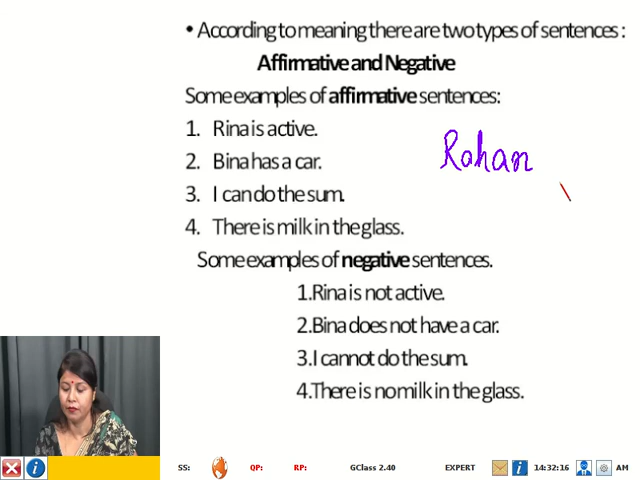 • According to meaning there are two types of sentences :
Affirmative and Negative
Some examples of affirmative sentences:
1. Rina is active.
2. Bina has a car.
Rohan
3. I can do the sum.
4. There is milk in the glass.
Some examples of negative sentences.
1.Rina is not active.
2.Bina does not have a car.
3.I cannot do the sum.
4.There is no milk in the glass.
SS: QP: RP: GClass 2.40 EXPERT 14:32:16 AM